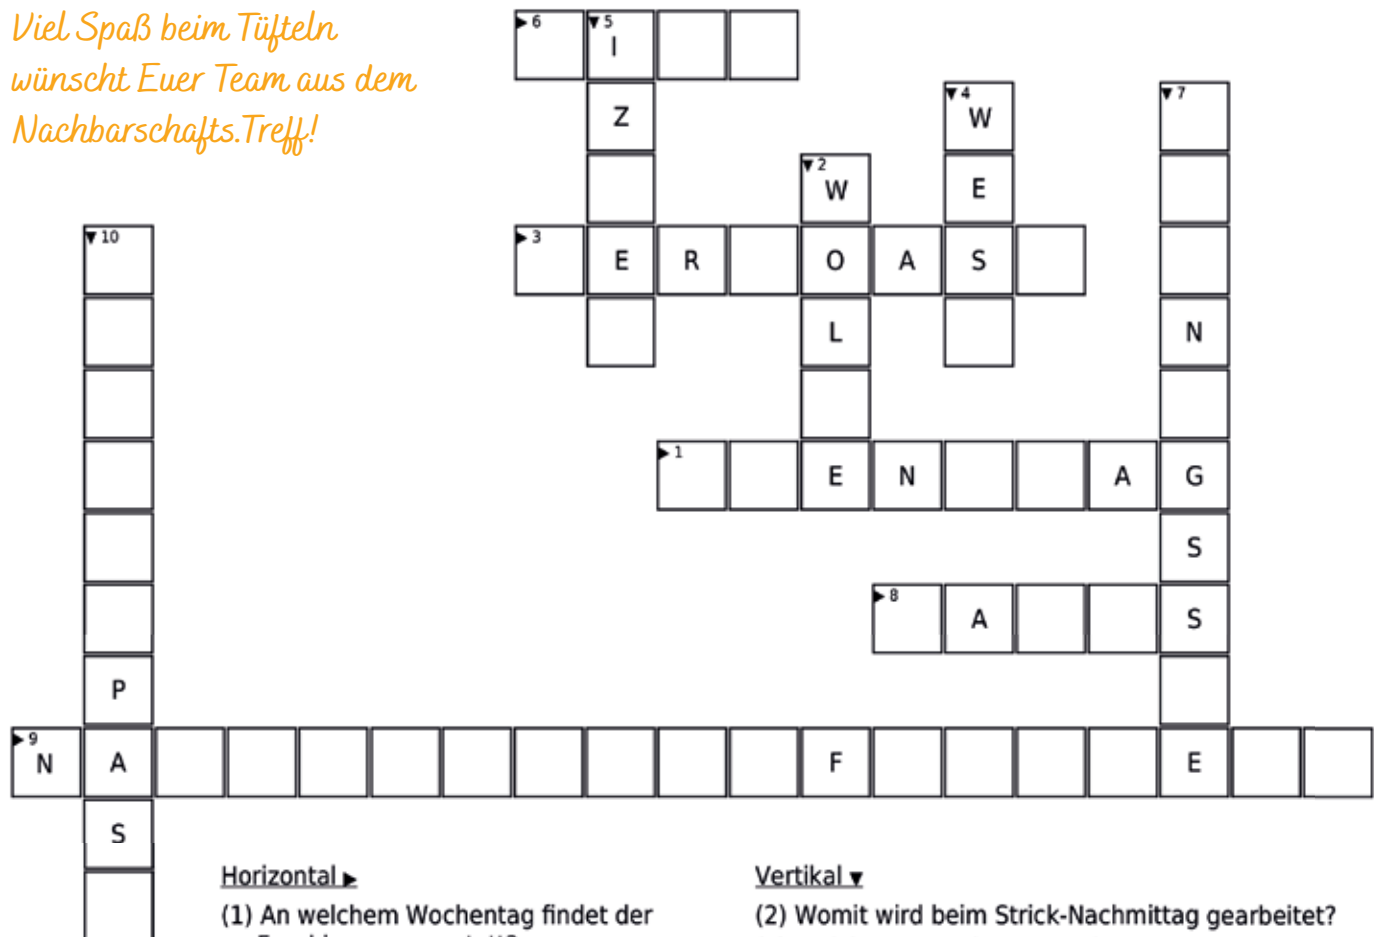 Viel Spaß beim Tüfteln
wünscht Euer Team aus dem
Nachbarschafts.Treff!
▶ 6 ▼ 5 I
Z ▼ 4 W ▼ 7
▼ 2 W E
▼ 10 ▶ 3 E R O A S
L N
▶ 1 E N A G
S
▶ 8 A S
P
▶ 9 N A F E
S
Horizontal ▶
(1) An welchem Wochentag findet der
Vertikal ▼
(2) Womit wird beim Strick-Nachmittag gearbeitet?